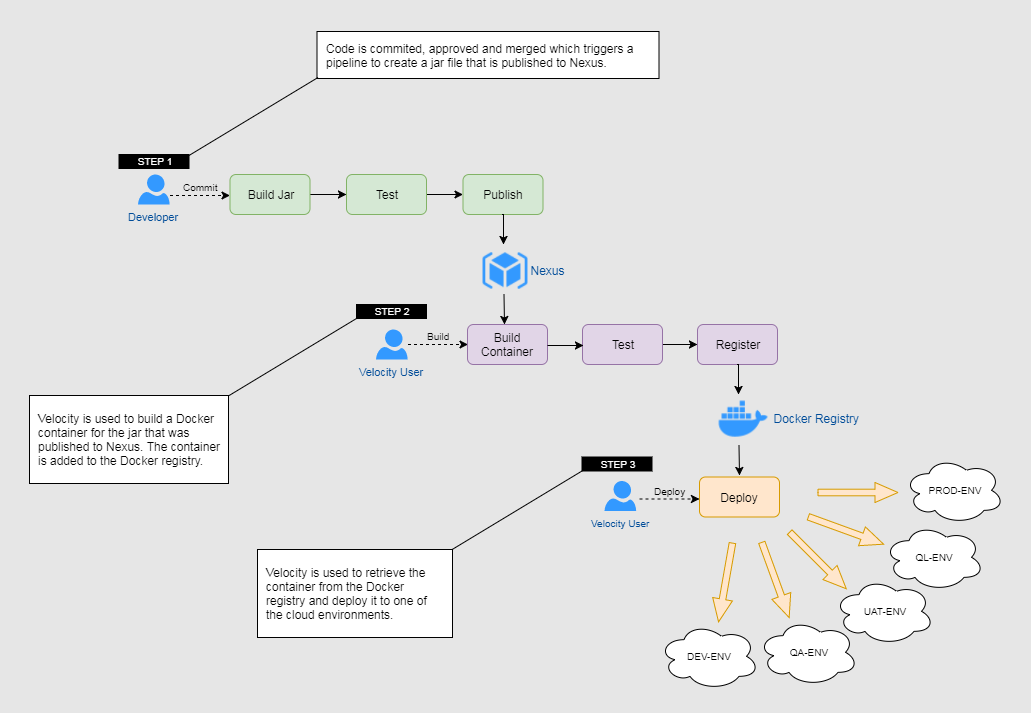 Code is commited, approved and merged which triggers a
pipeline to create a jar file that is published to Nexus.
STEP 1
Developer
Commit
Build Jar
Test
Publish
Nexus
STEP 2
Velocity User
Build
Build
Container
Test
Register
Velocity is used to build a Docker
container for the jar that was
published to Nexus. The container
is added to the Docker registry.
Docker Registry
STEP 3
Velocity User
Deploy
Deploy
Velocity is used to retrieve the
container from the Docker
registry and deploy it to one of
the cloud environments.
PROD-ENV
QL-ENV
UAT-ENV
QA-ENV
DEV-ENV